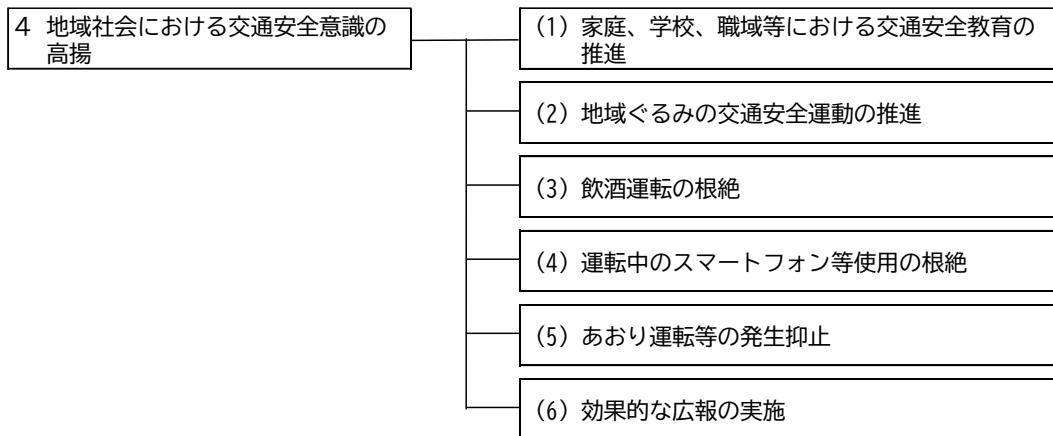 4 地域社会における交通安全意識の
高揚
(1) 家庭、学校、職域等における交通安全教育の
推進
(2) 地域ぐるみの交通安全運動の推進
(3) 飲酒運転の根絶
(4) 運転中のスマートフォン等使用の根絶
(5) あおり運転等の発生抑止
(6) 効果的な広報の実施